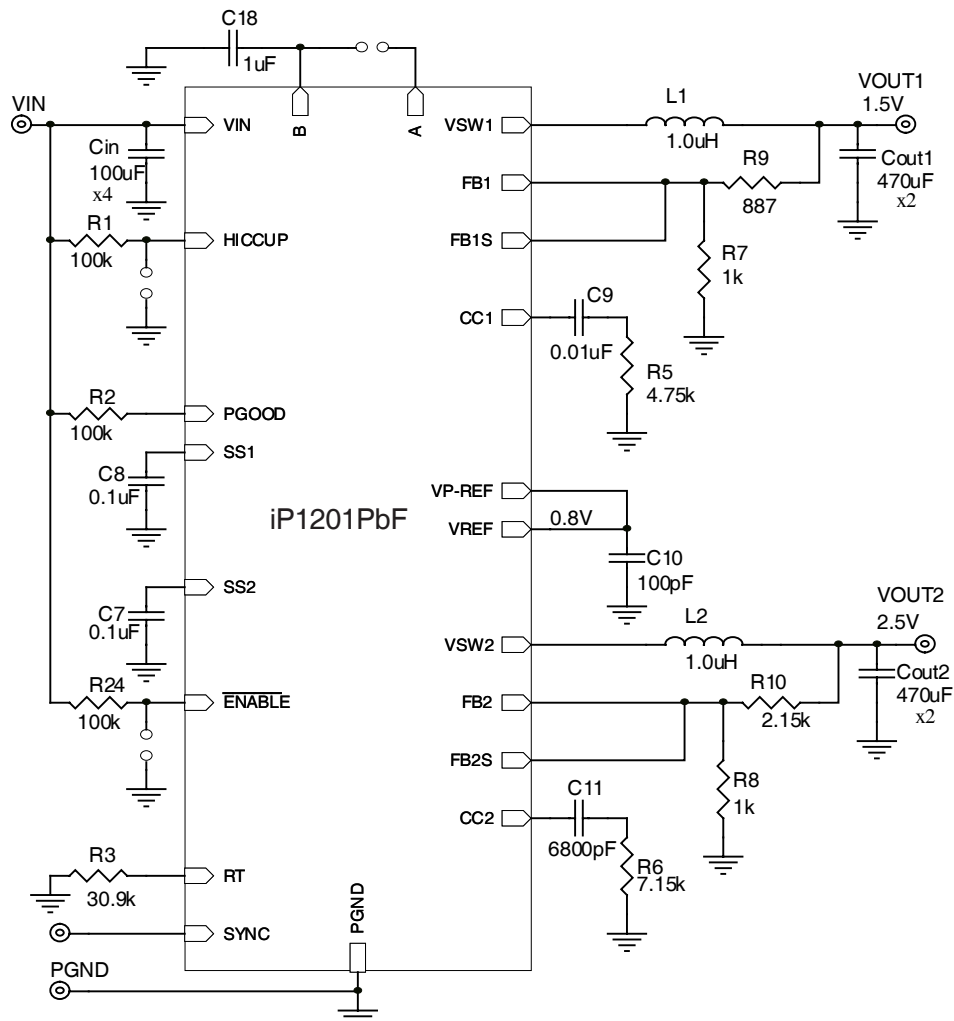 C18
1uF
VIN
VIN
B
A
VSW1
L1
1.0uH
VOUT1
1.5V
Cin
100uF
x4
R9
887
Cout1
470uF
x2
FB1
R1
100k
HICCUP
FB1S
R7
1k
C9
CC1
0.01uF
R5
4.75k
R2
100k
PGOOD
SS1
C8
0.1uF
VP-REF
iP1201PbF
VREF
0.8V
C10
100pF
SS2
C7
0.1uF
VOUT2
2.5V
L2
1.0uH
VSW2
R24
100k
ENABLE
FB2
R10
2.15k
Cout2
470uF
x2
FB2S
R8
1k
C11
CC2
6800pF
R6
7.15k
R3
30.9k
RT
SYNC
PGND
PGND